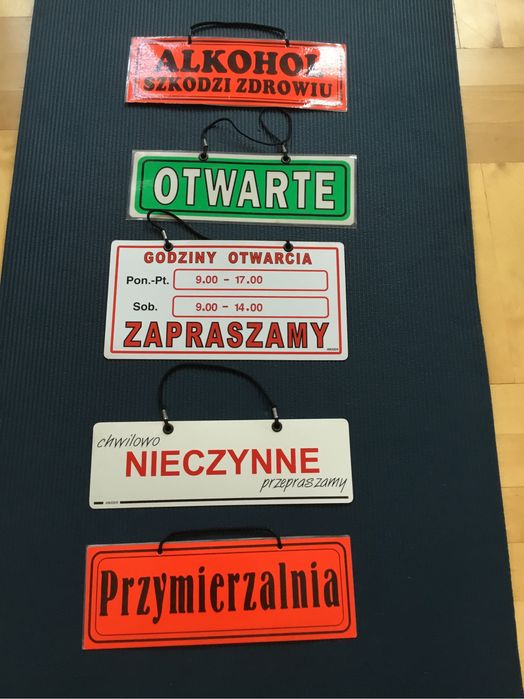 ALKOHOL
SZKODZI ZDROWIU
OTWARTE
GODZINY OTWARCIA
Pon.-Pt. 9.00 - 17.00
Sob. 9.00 - 14.00
ZAPRASZAMY
chwilowo
NIECZYNNE
przepraszamy
Przymierzalnia